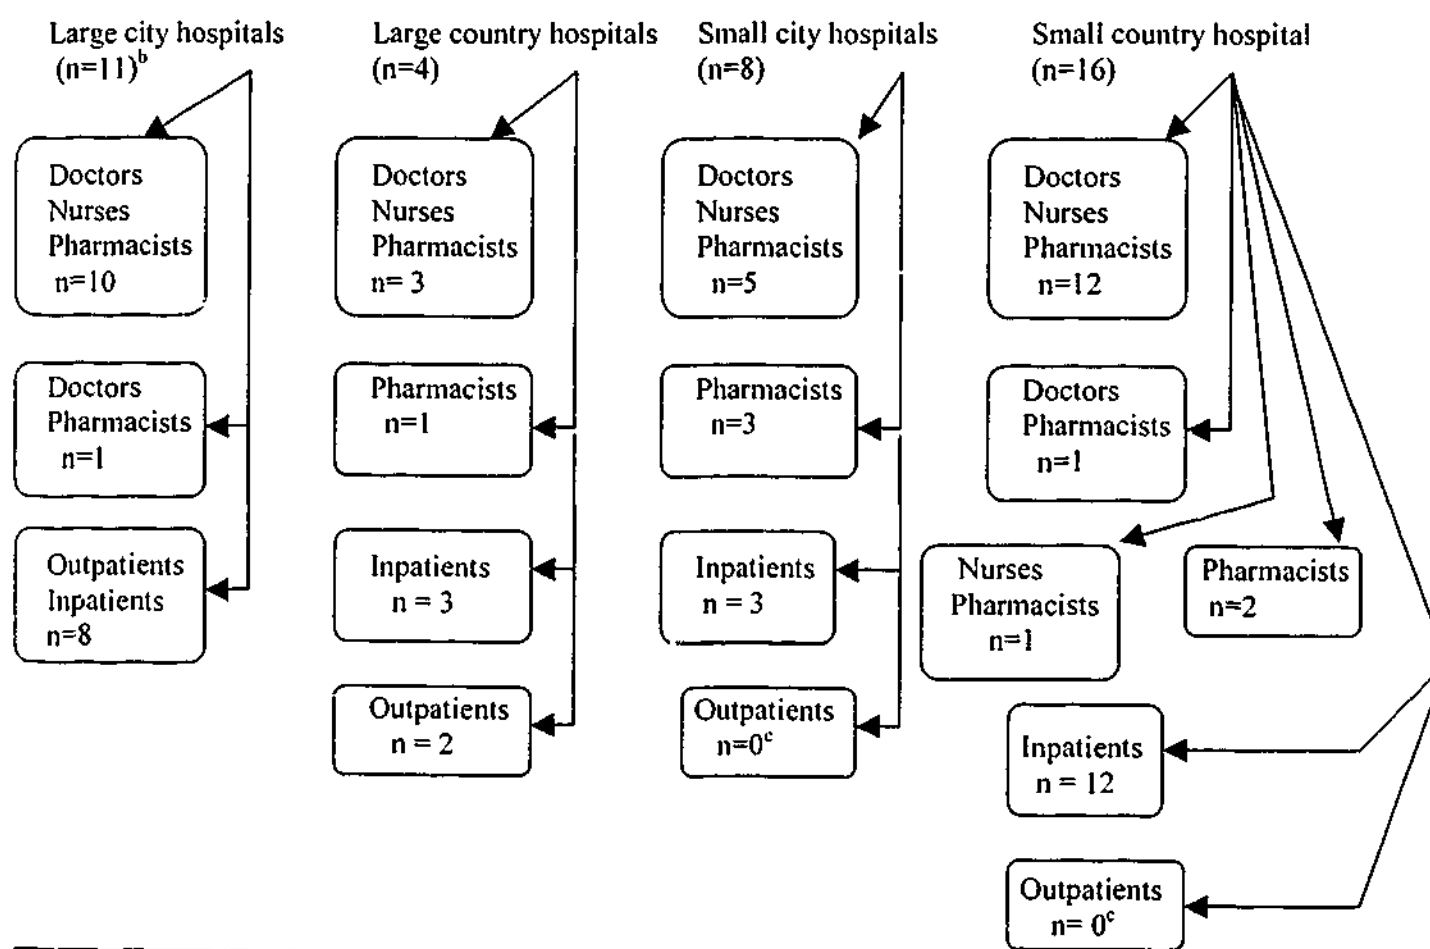 Large city hospitals
(n=11)b
Doctors
Nurses
Pharmacists
n=10
Doctors
Pharmacists
n=1
Outpatients
Inpatients
n=8
Large country hospitals
(n=4)
Doctors
Nurses
Pharmacists
n= 3
Pharmacists
n=1
Inpatients
n = 3
Outpatients
n = 2
Small city hospitals
(n=8)
Doctors
Nurses
Pharmacists
n=5
Pharmacists
n=3
Inpatients
n = 3
Outpatients
n=0c
Small country hospital
(n=16)
Doctors
Nurses
Pharmacists
n=12
Doctors
Pharmacists
n=1
Nurses
Pharmacists
n=1
Pharmacists
n=2
Inpatients
n = 12
Outpatients
n= 0c